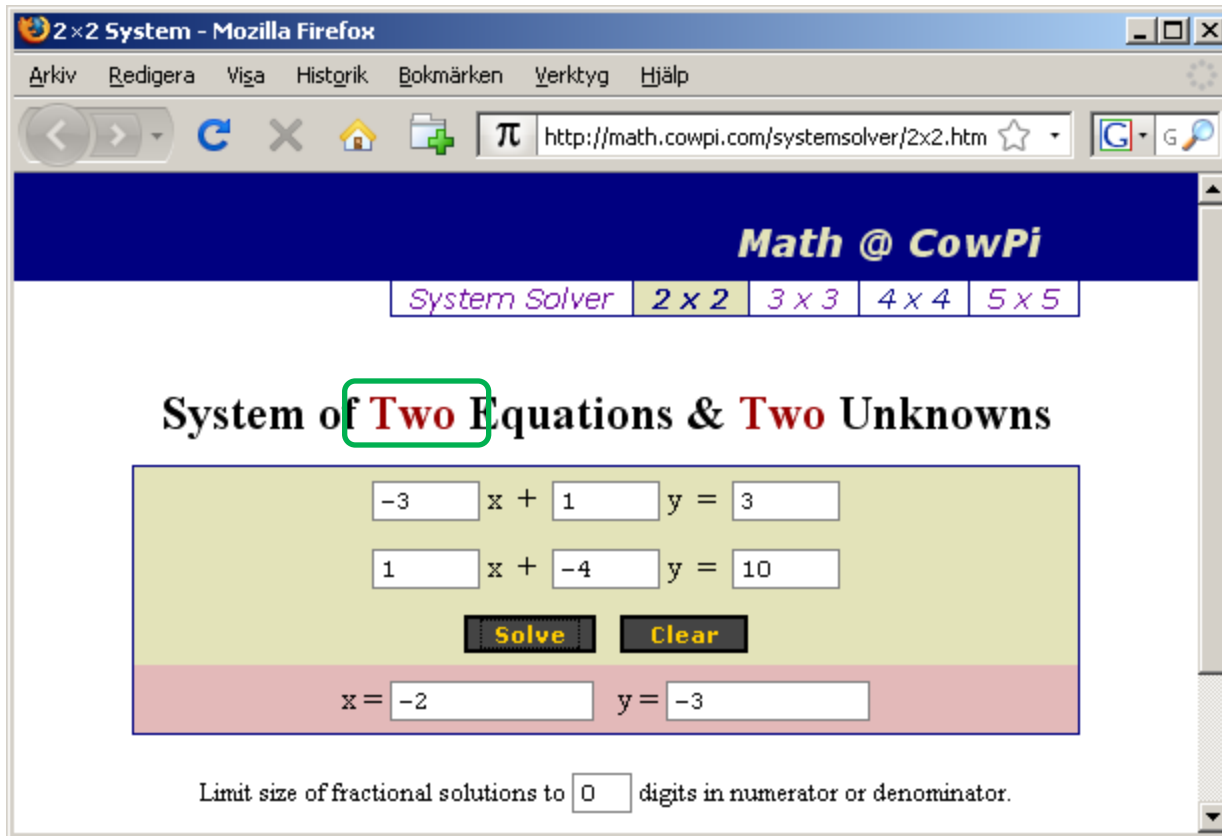 2×2 System - Mozilla Firefox
Arkiv Redigera Visa Historik Bokmärken Verktyg Hjälp
π http://math.cowpi.com/systemsolver/2x2.htm G G
Math @ CowPi
System Solver 2 x 2 3 x 3 4 x 4 5 x 5
System of Two Equations & Two Unknowns
-3 x + 1 y = 3
1 x + -4 y = 10
Solve Clear
x = -2 y = -3
Limit size of fractional solutions to 0 digits in numerator or denominator.